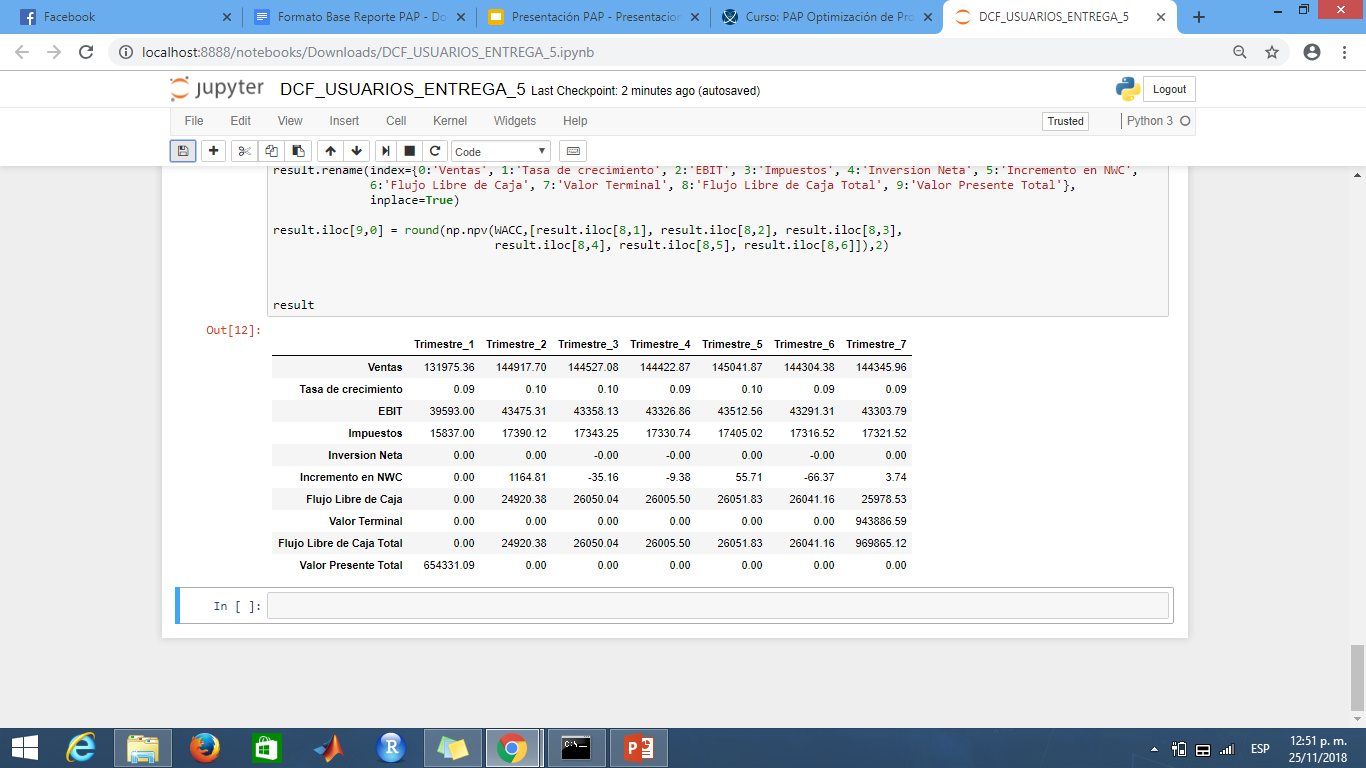 Facebook
Formato Base Reporte PAP - Do
Presentación PAP - Presentacion
Curso: PAP Optimización de Pro
DCF_USUARIOS_ENTREGA_5
localhost:8888/notebooks/Downloads/DCF_USUARIOS_ENTREGA_5.ipynb
jupyter DCF_USUARIOS_ENTREGA_5 Last Checkpoint: 2 minutes ago (autosaved) Logout
File Edit View Insert Cell Kernel Widgets Help Trusted Python 3
Code
result.rename(index={0:'Ventas', 1:'Tasa de crecimiento', 2:'EBIT', 3:'Impuestos', 4:'Inversion Neta', 5:'Incremento en NWC',
6:'Flujo Libre de Caja', 7:'Valor Terminal', 8:'Flujo Libre de Caja Total', 9:'Valor Presente Total'},
inplace=True)
result.iloc[9,0] = round(np.npv(WACC,[result.iloc[8,1], result.iloc[8,2], result.iloc[8,3],
result.iloc[8,4], result.iloc[8,5], result.iloc[8,6]]),2)
result
Out[12]:
Trimestre_1 Trimestre_2 Trimestre_3 Trimestre_4 Trimestre_5 Trimestre_6 Trimestre_7
Ventas 131975.36 144917.70 144527.08 144422.87 145041.87 144304.38 144345.96
Tasa de crecimiento 0.09 0.10 0.10 0.09 0.10 0.09 0.09
EBIT 39593.00 43475.31 43358.13 43326.86 43512.56 43291.31 43303.79
Impuestos 15837.00 17390.12 17343.25 17330.74 17405.02 17316.52 17321.52
Inversion Neta 0.00 0.00 -0.00 -0.00 0.00 -0.00 0.00
Incremento en NWC 0.00 1164.81 -35.16 -9.38 55.71 -66.37 3.74
Flujo Libre de Caja 0.00 24920.38 26050.04 26005.50 26051.83 26041.16 25978.53
Valor Terminal 0.00 0.00 0.00 0.00 0.00 0.00 943886.59
Flujo Libre de Caja Total 0.00 24920.38 26050.04 26005.50 26051.83 26041.16 969865.12
Valor Presente Total 654331.09 0.00 0.00 0.00 0.00 0.00 0.00
In [ ]:
ESP
12:51 p. m.
25/11/2018